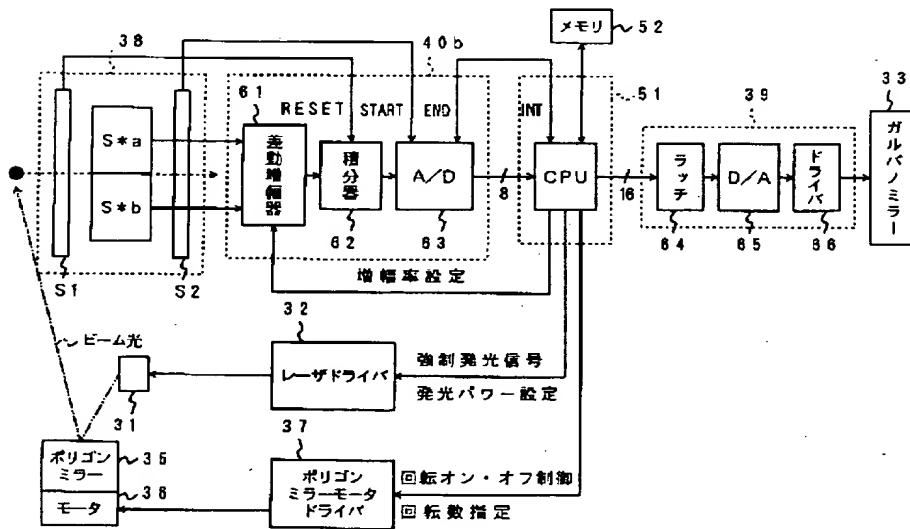 メモリ
52
38
40b
51
39
33
61
RESET
START
END
INT
S*a
S*b
差動増幅器
積分器
A/D
8
CPU
16
ラッチ
D/A
ドライバ
ガルバノミラー
62
63
64
65
66
S1
S2
増幅率設定
ビーム光
31
32
レーザドライバ
強制発光信号
発光パワー設定
ポリゴン
ミラー
35
36
モータ
37
ポリゴン
ミラーモータ
ドライバ
回転オン・オフ制御
回転数指定